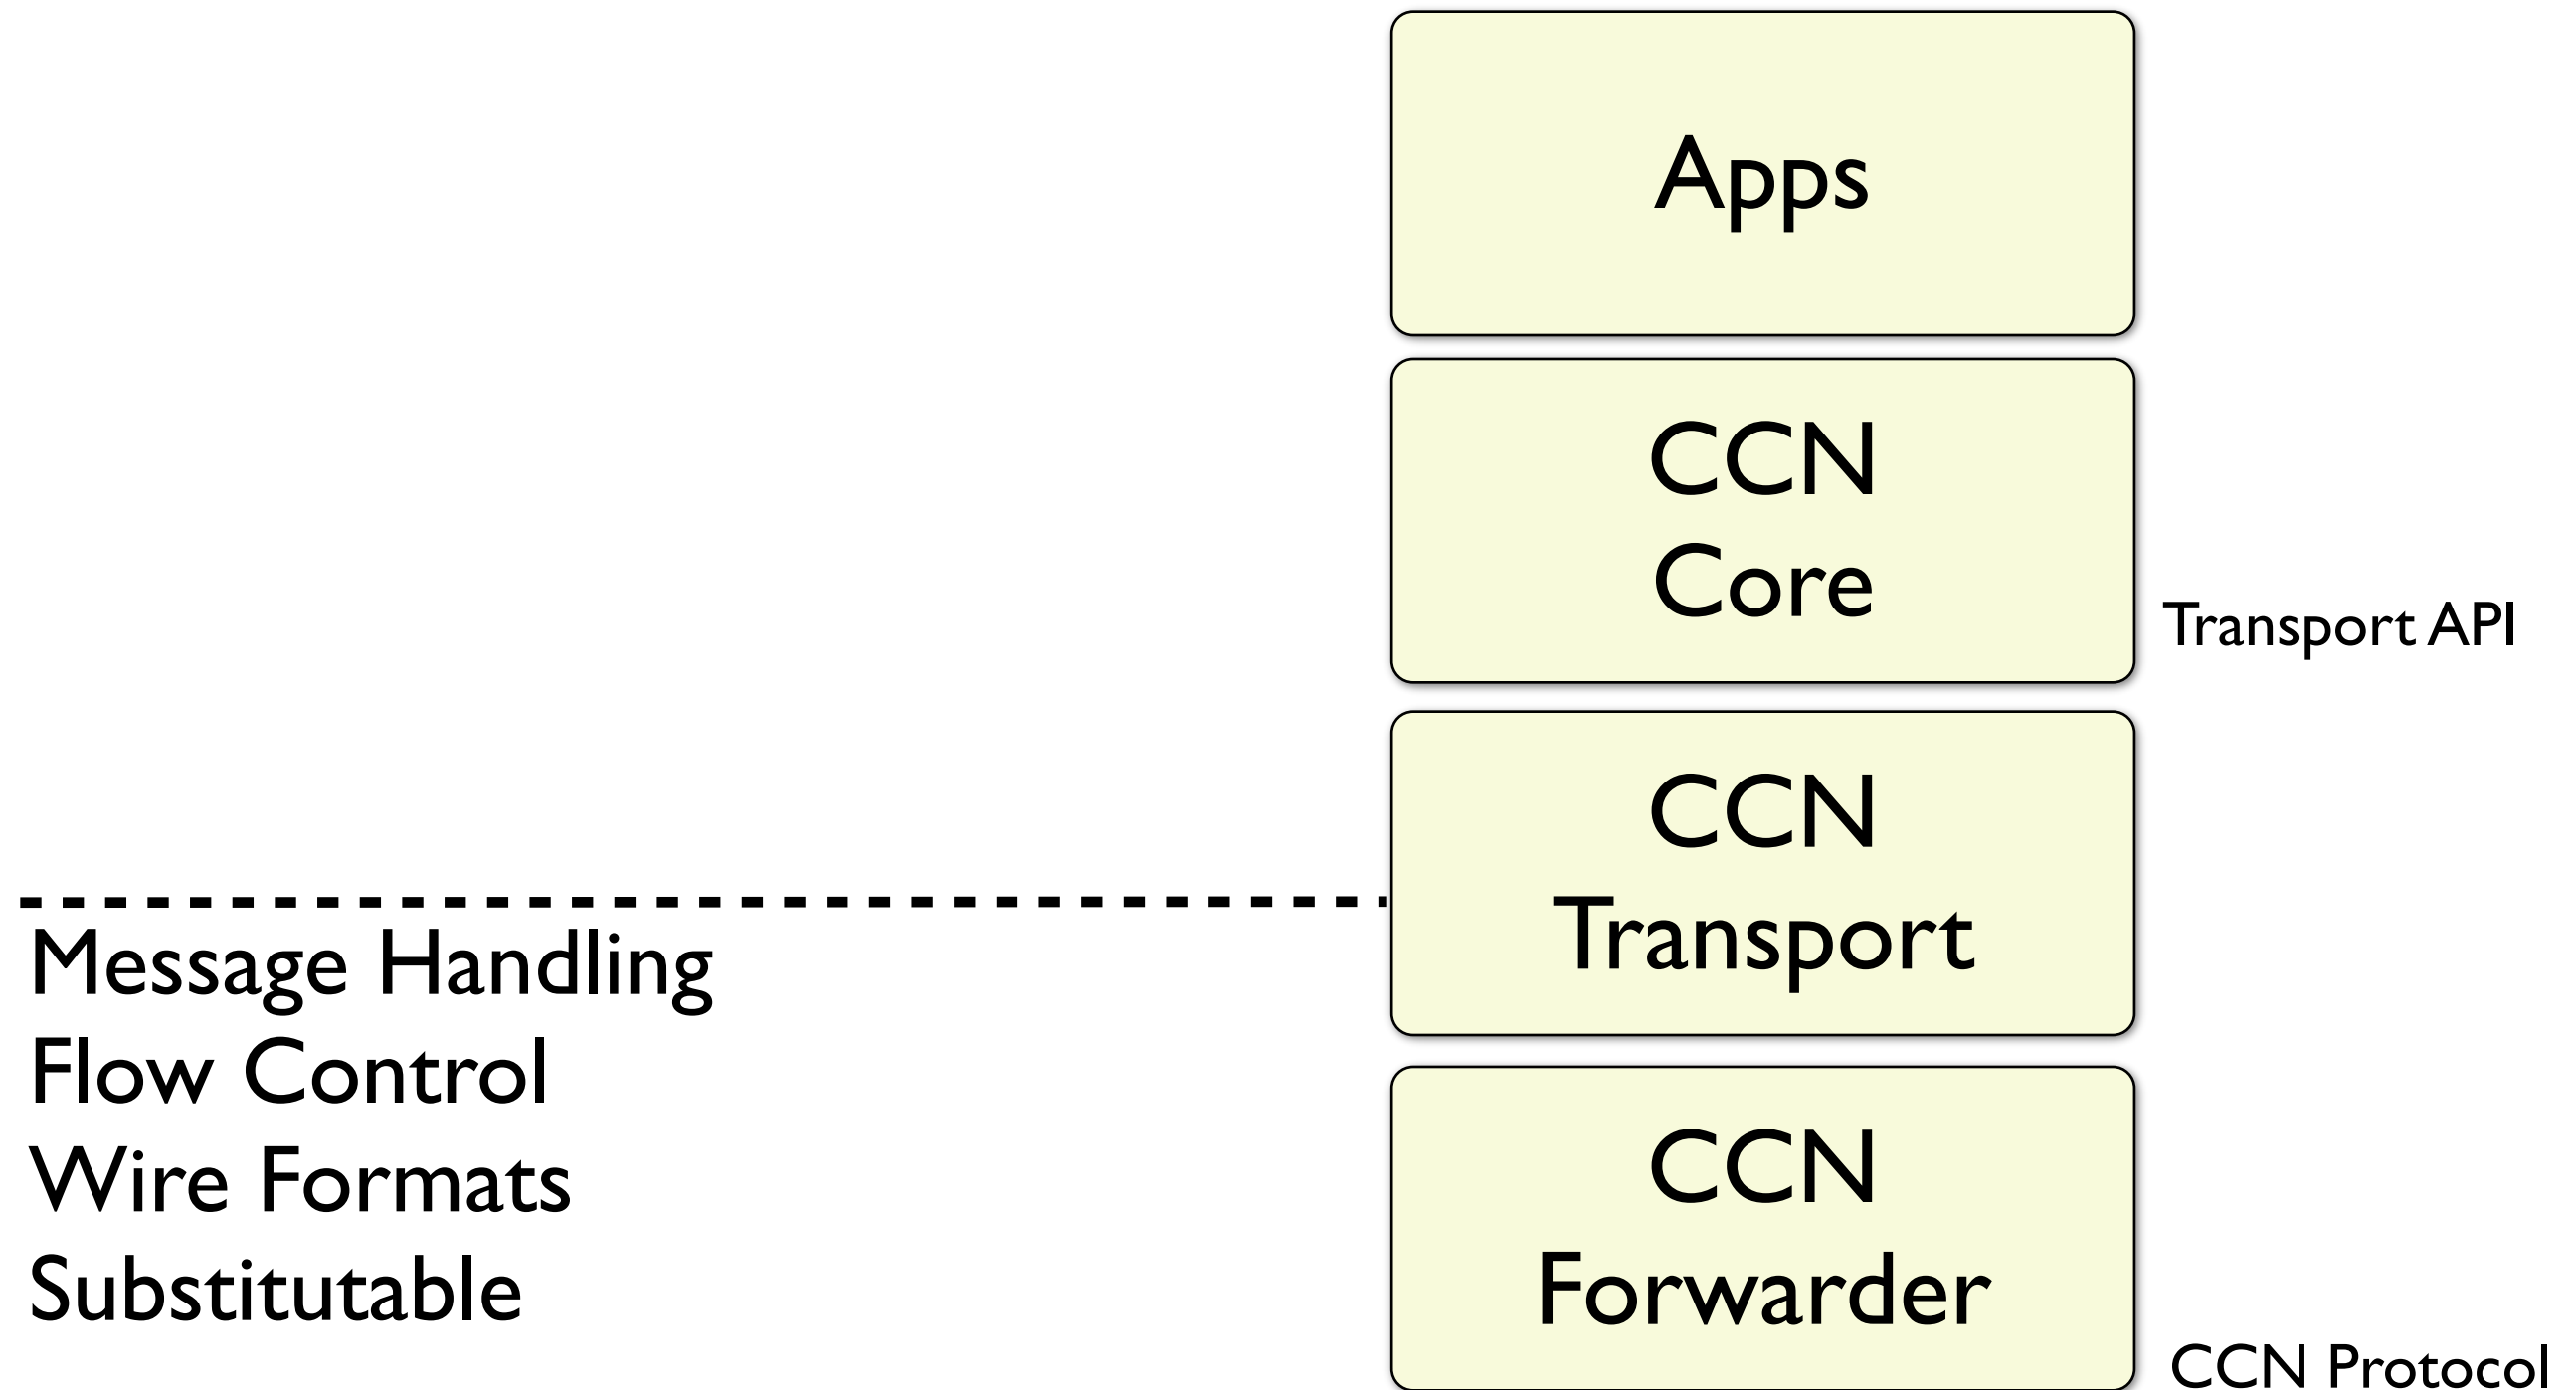 Apps
CCN
Core
Transport API
CCN
Transport
Message Handling
Flow Control
Wire Formats
Substitutable
CCN
Forwarder
CCN Protocol